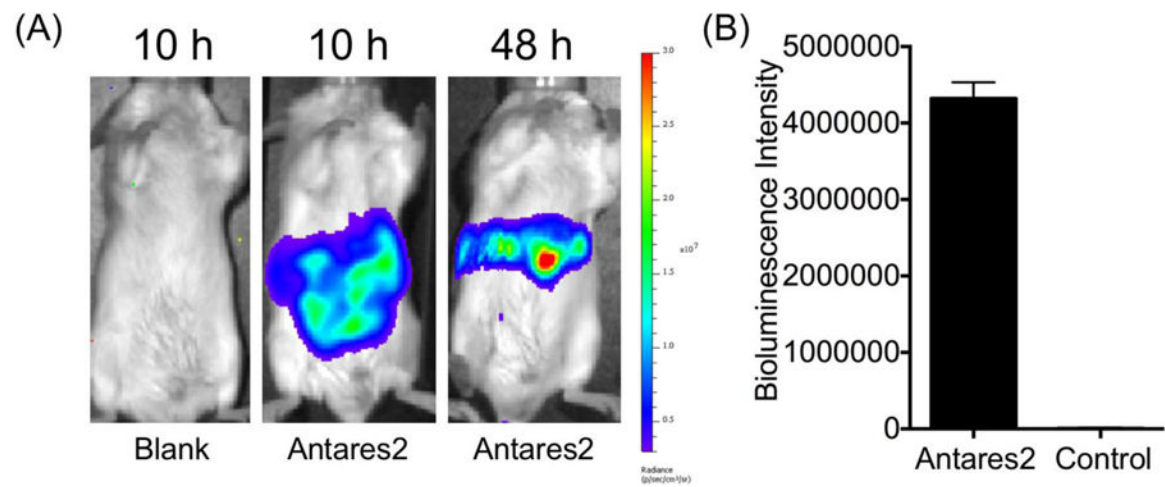 (A)
10 h
10 h
48 h
Blank
Antares2
Antares2
3.0
2.5
2.0
x10⁷
1.5
1.0
0.5
Radiance
(p/sec/cm²/sr)
(B)
Bioluminescence Intensity
5000000
4000000
3000000
2000000
1000000
0
Antares2
Control